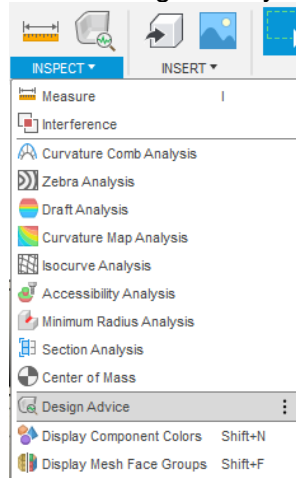 INSPECT ▼ INSERT ▼
Measure I
Interference
Curvature Comb Analysis
Zebra Analysis
Draft Analysis
Curvature Map Analysis
Isocurve Analysis
Accessibility Analysis
Minimum Radius Analysis
Section Analysis
Center of Mass
Design Advice
Display Component Colors Shift+N
Display Mesh Face Groups Shift+F